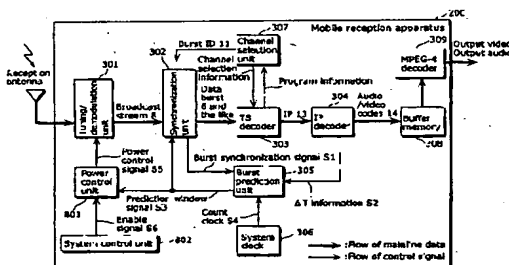 200
Mobile reception apparatus
307
Burst ID 11
Channel selection unit
Channel selection information
Program information
309
MPEG-4 decoder
Output video
Output audio
Reception antenna
301
Tuning/demodulation unit
Broadcast stream
302
Synchronization unit
Data burst 8 and the like
TS decoder
303
IP 13
304
IP decoder
Audio/video codes 14
Buffer memory
308
Power control signal S5
Power control unit
801
Burst synchronization signal S1
Prediction window signal S3
Burst prediction unit
305
ΔT information S2
Enable signal S6
System control unit
802
Count clock S4
System clock
306
:Flow of mainline data
:Flow of control signal